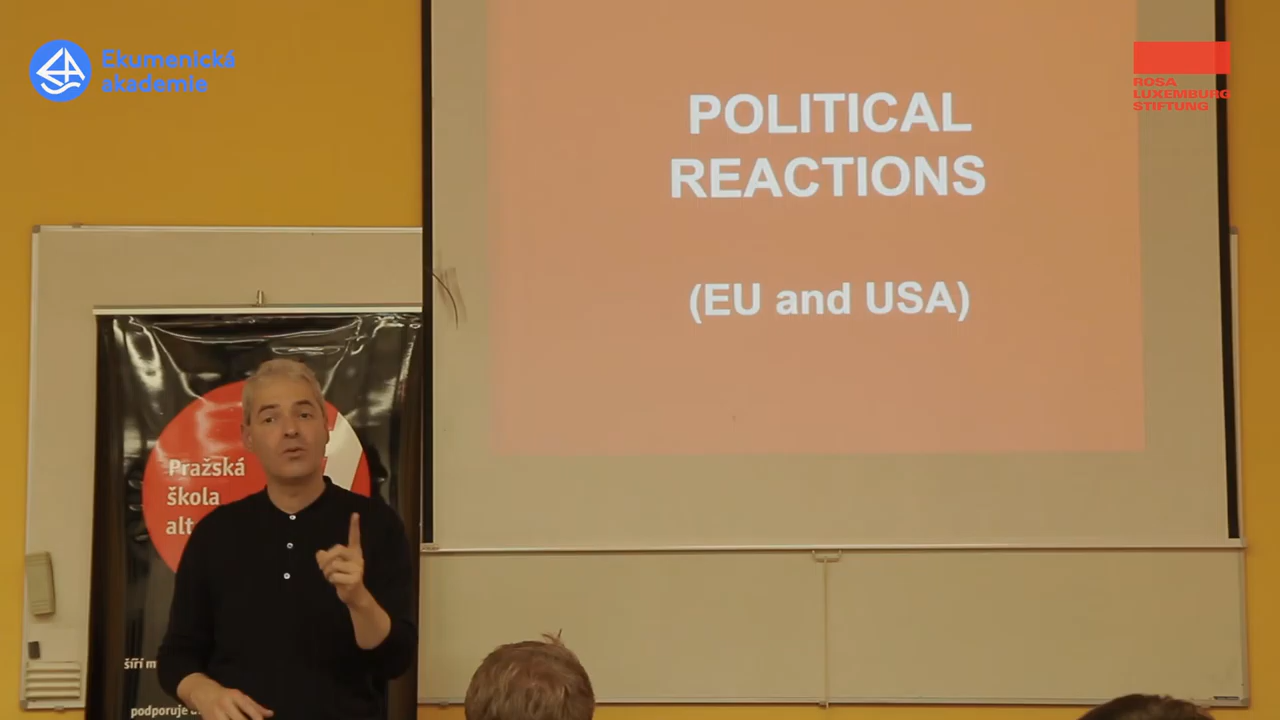 Ekumenická
akademie
ROSA
LUXEMBURG
STIFTUNG
POLITICAL
REACTIONS
(EU and USA)
Pražská
škola
podporuje